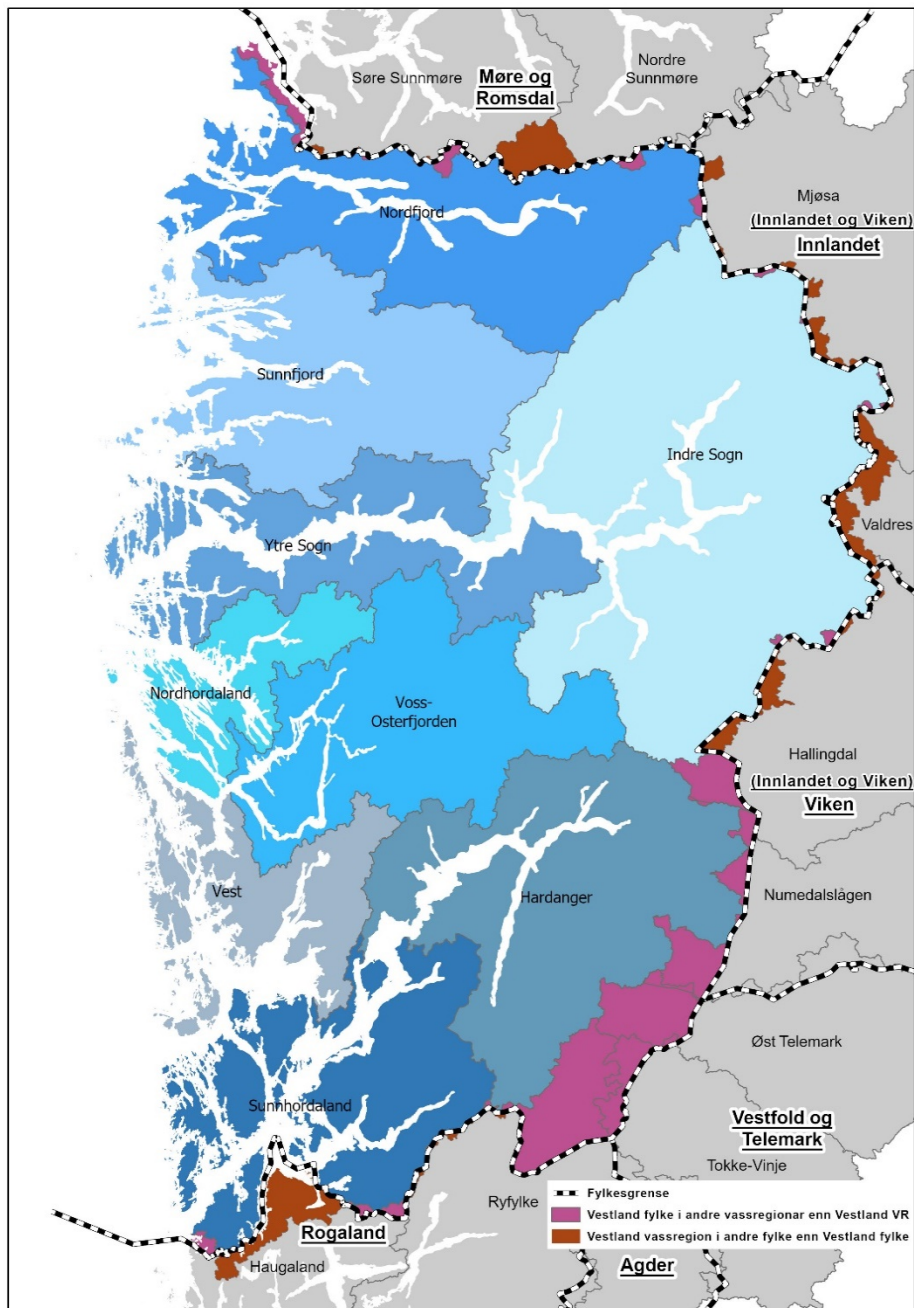 Søre Sunnmøre
Møre og
Romsdal
Nordre
Sunnmøre
Mjøsa
(Innlandet og Viken)
Innlandet
Nordfjord
Sunnfjord
Indre Sogn
Valdres
Ytre Sogn
Nordhordaland
Voss-
Osterfjorden
Hallingdal
(Innlandet og Viken)
Viken
Vest
Hardanger
Numedalslågen
Øst Telemark
Sunnhordaland
Vestfold og
Telemark
Tokke-Vinje
Ryfylke
Rogaland
Haugaland
Agder
Fylkesgrense
Vestland fylke i andre vassregionar enn Vestland VR
Vestland vassregion i andre fylke enn Vestland fylke